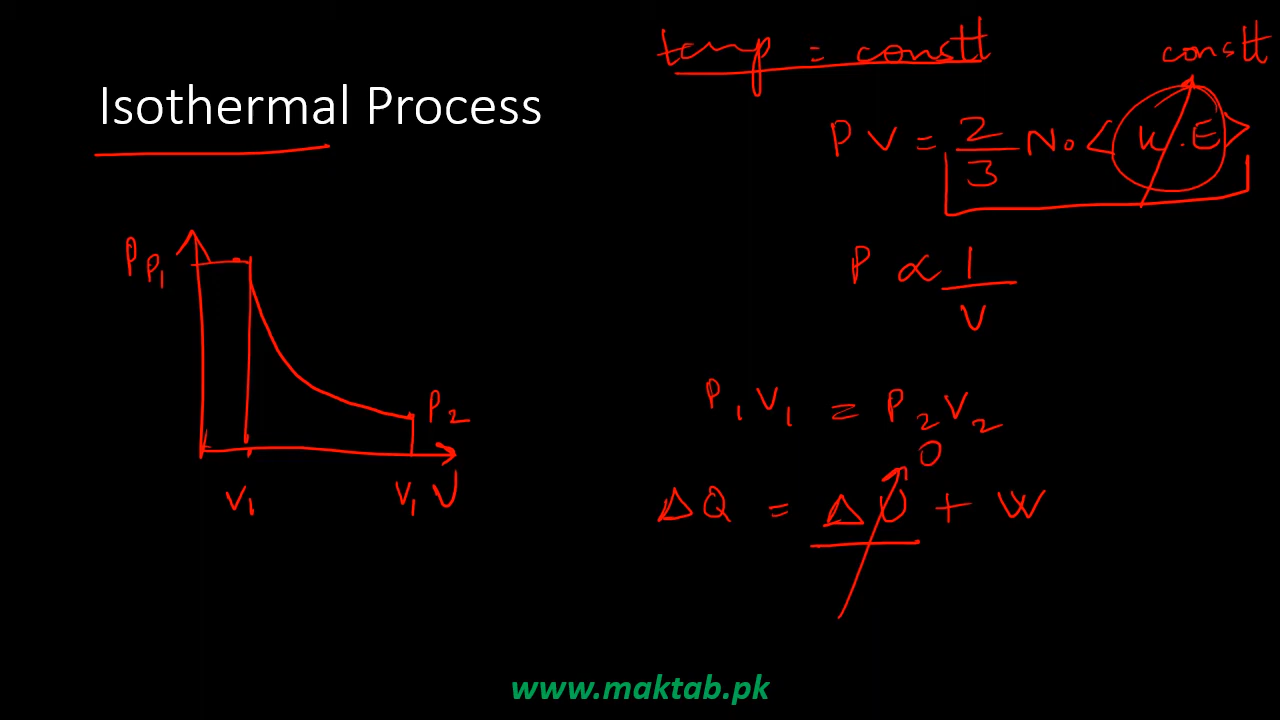 Isothermal Process
temp = constt
constt
PV = 2/3 No <K.E>
P ∝ 1/V
P₁V₁ = P₂V₂
0
ΔQ = ΔU + W
P
P₁
P₂
V₁
V₁
V
www.maktab.pk